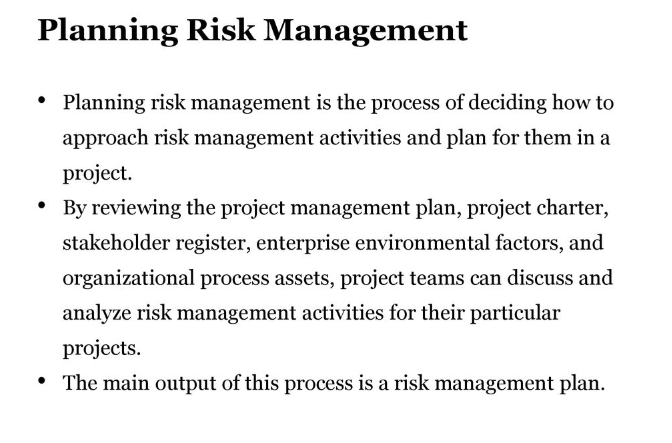 Planning Risk Management
• Planning risk management is the process of deciding how to
approach risk management activities and plan for them in a
project.
• By reviewing the project management plan, project charter,
stakeholder register, enterprise environmental factors, and
organizational process assets, project teams can discuss and
analyze risk management activities for their particular
projects.
• The main output of this process is a risk management plan.